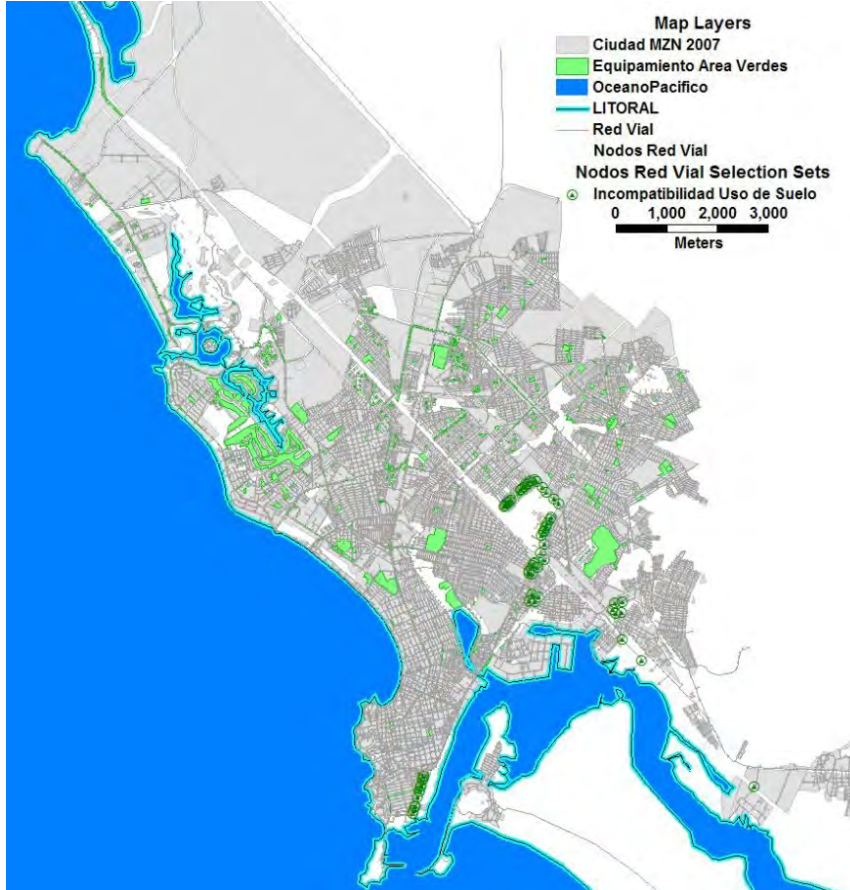 Map Layers
Ciudad MZN 2007
Equipamiento Area Verdes
OceanoPacifico
LITORAL
Red Vial
Nodos Red Vial
Nodos Red Vial Selection Sets
Incompatibilidad Uso de Suelo
0 1,000 2,000 3,000
Meters